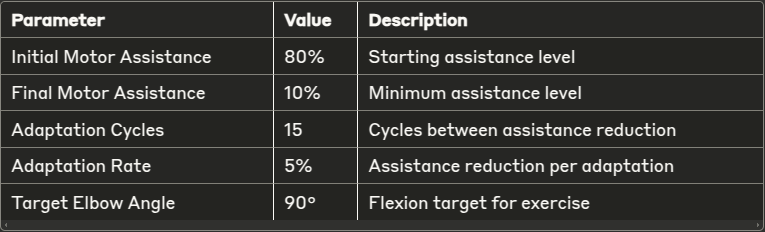 Parameter Value Description
Initial Motor Assistance 80% Starting assistance level
Final Motor Assistance 10% Minimum assistance level
Adaptation Cycles 15 Cycles between assistance reduction
Adaptation Rate 5% Assistance reduction per adaptation
Target Elbow Angle 90° Flexion target for exercise